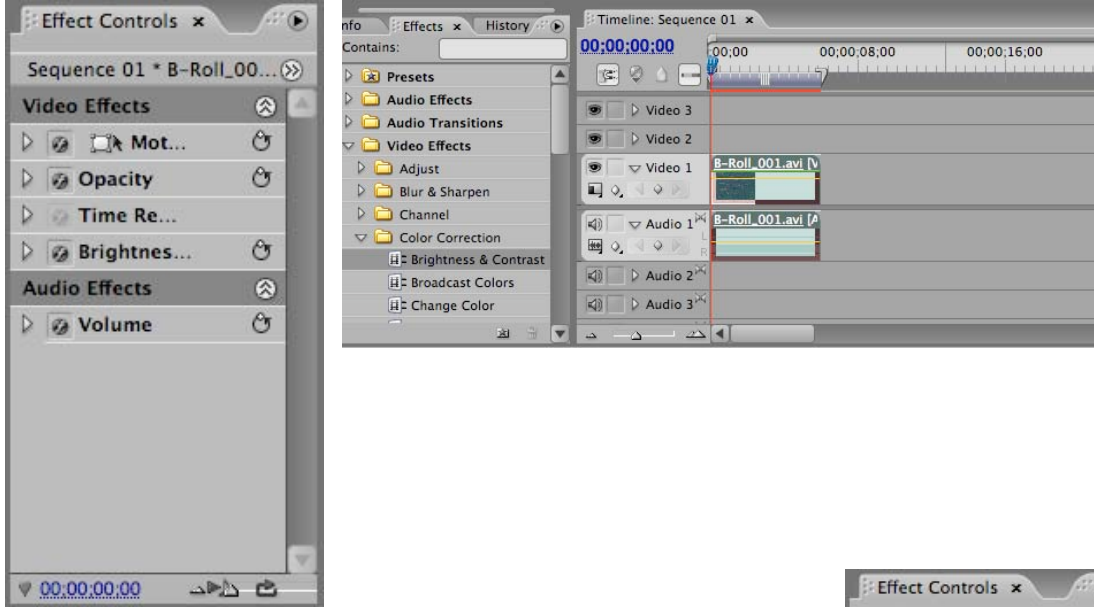 Effect Controls ×
Sequence 01 * B-Roll_00...
Video Effects
Mot...
Opacity
Time Re...
Brightnes...
Audio Effects
Volume
00;00;00;00
nfo Effects × History
Contains:
Presets
Audio Effects
Audio Transitions
Video Effects
Adjust
Blur & Sharpen
Channel
Color Correction
Brightness & Contrast
Broadcast Colors
Change Color
Timeline: Sequence 01 ×
00;00;00;00
;00;00 00;00;08;00 00;00;16;00
Video 3
Video 2
Video 1 B-Roll_001.avi [V
Audio 1 B-Roll_001.avi [A
L
R
Audio 2
Audio 3
Effect Controls ×